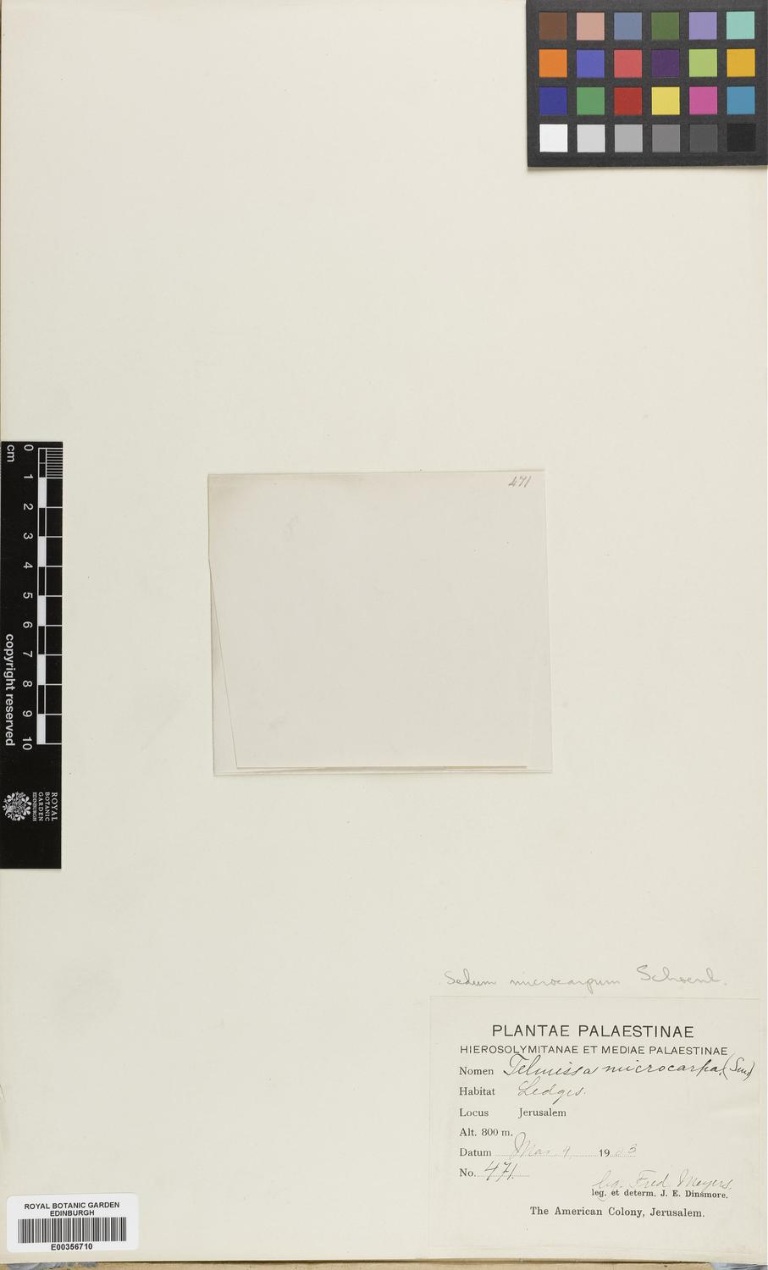 471
0 1 2 3 4 5 6 7 8 9 10
cm
copyright reserved
ROYAL
BOTANIC
GARDEN
EDINBURGH
Sedum microcarpum Schoenl.
PLANTAE PALAESTINAE
HIEROSOLYMITANAE ET MEDIAE PALAESTINAE
Nomen Telmissa microcarpa (Sm)
Habitat Ledges.
Locus Jerusalem
Alt. 800 m.
Datum Mar 9 1903
No. 471
Fred Meyers
leg. et determ. J. E. Dinsmore.
The American Colony, Jerusalem.
ROYAL BOTANIC GARDEN
EDINBURGH
E00356710